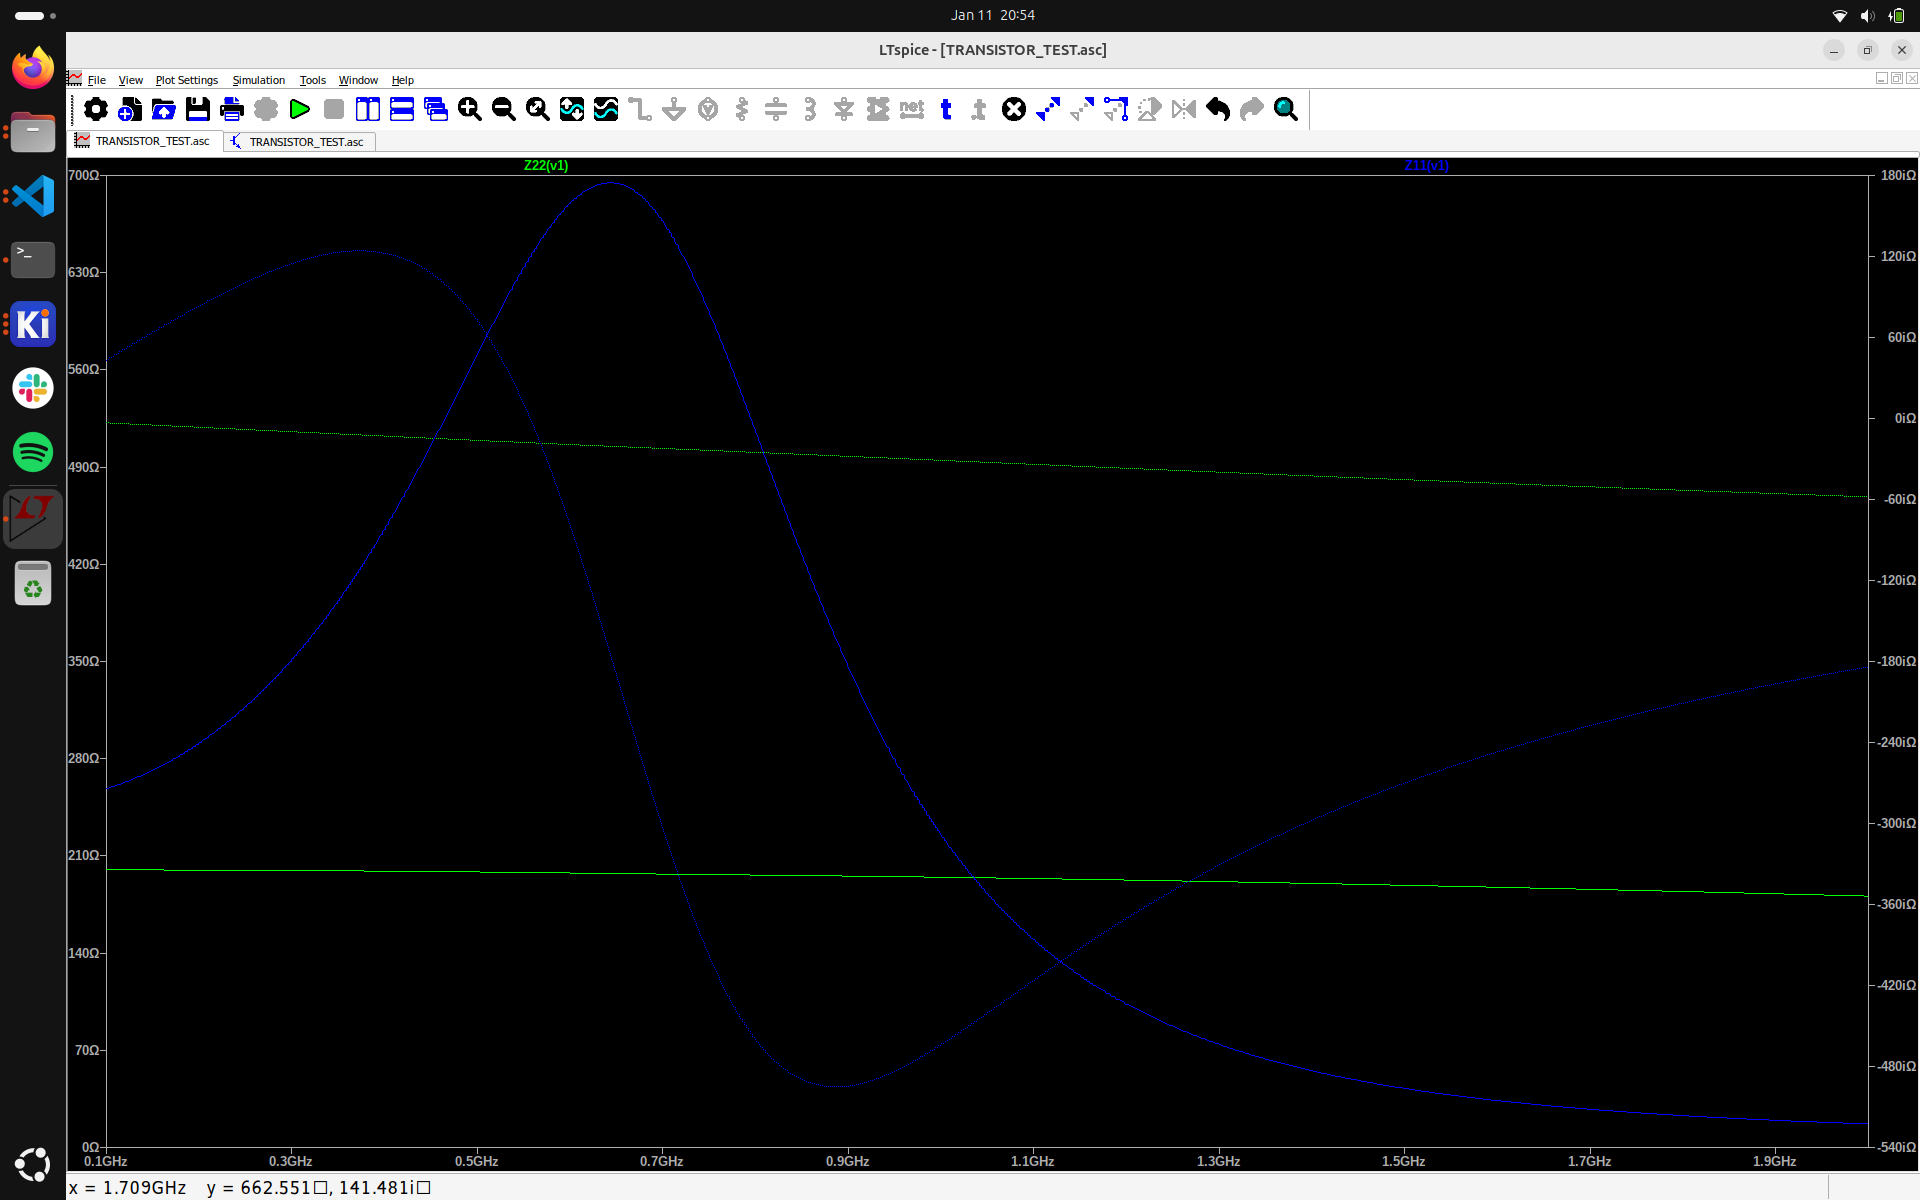 Jan 11 20:54
LTspice - [TRANSISTOR_TEST.asc]
File View Plot Settings Simulation Tools Window Help
net t .t
TRANSISTOR_TEST.asc TRANSISTOR_TEST.asc
Z22(v1) Z11(v1)
700Ω 180iΩ
630Ω 120iΩ
560Ω 60iΩ
490Ω 0iΩ
420Ω -60iΩ
350Ω -120iΩ
280Ω -180iΩ
210Ω -240iΩ
140Ω -300iΩ
70Ω -360iΩ
0Ω -420iΩ
-480iΩ
-540iΩ
0.1GHz 0.3GHz 0.5GHz 0.7GHz 0.9GHz 1.1GHz 1.3GHz 1.5GHz 1.7GHz 1.9GHz
x = 1.709GHz y = 662.551□, 141.481i□
>_
Ki
LT